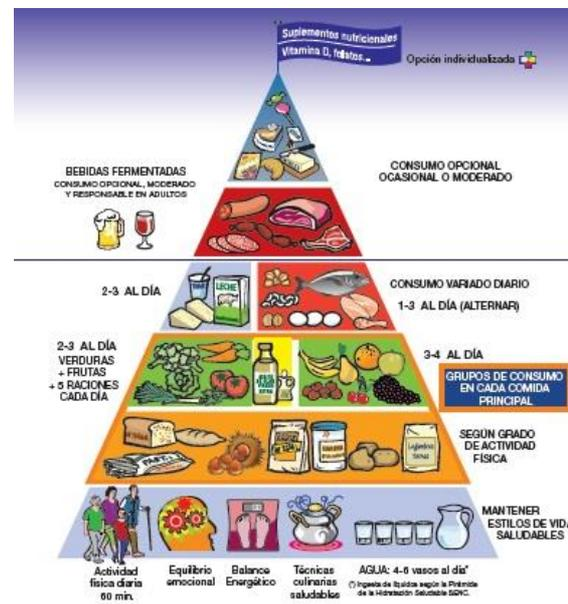 Suplementos nutricionales
Vitamina D, folatos...
Opción individualizada
BEBIDAS FERMENTADAS
CONSUMO OPCIONAL, MODERADO
Y RESPONSABLE EN ADULTOS
CONSUMO OPCIONAL
OCASIONAL O MODERADO
2-3 AL DÍA
LECHE
CONSUMO VARIADO DIARIO
1-3 AL DÍA (ALTERNAR)
2-3 AL DÍA
VERDURAS
+ FRUTAS
+ 5 RACIONES
CADA DÍA
3-4 AL DÍA
GRUPOS DE CONSUMO
EN CADA COMIDA
PRINCIPAL
SEGÚN GRADO
DE ACTIVIDAD
FÍSICA
MANTENER
ESTILOS DE VIDA
SALUDABLES
Actividad
física diaria
60 min.
Equilibrio
emocional
Balance
Energético
Técnicas
culinarias
saludables
AGUA: 4-6 vasos al día*
(*) Ingesta de líquidos según la Pirámide
de la Hidratación Saludable SENC.